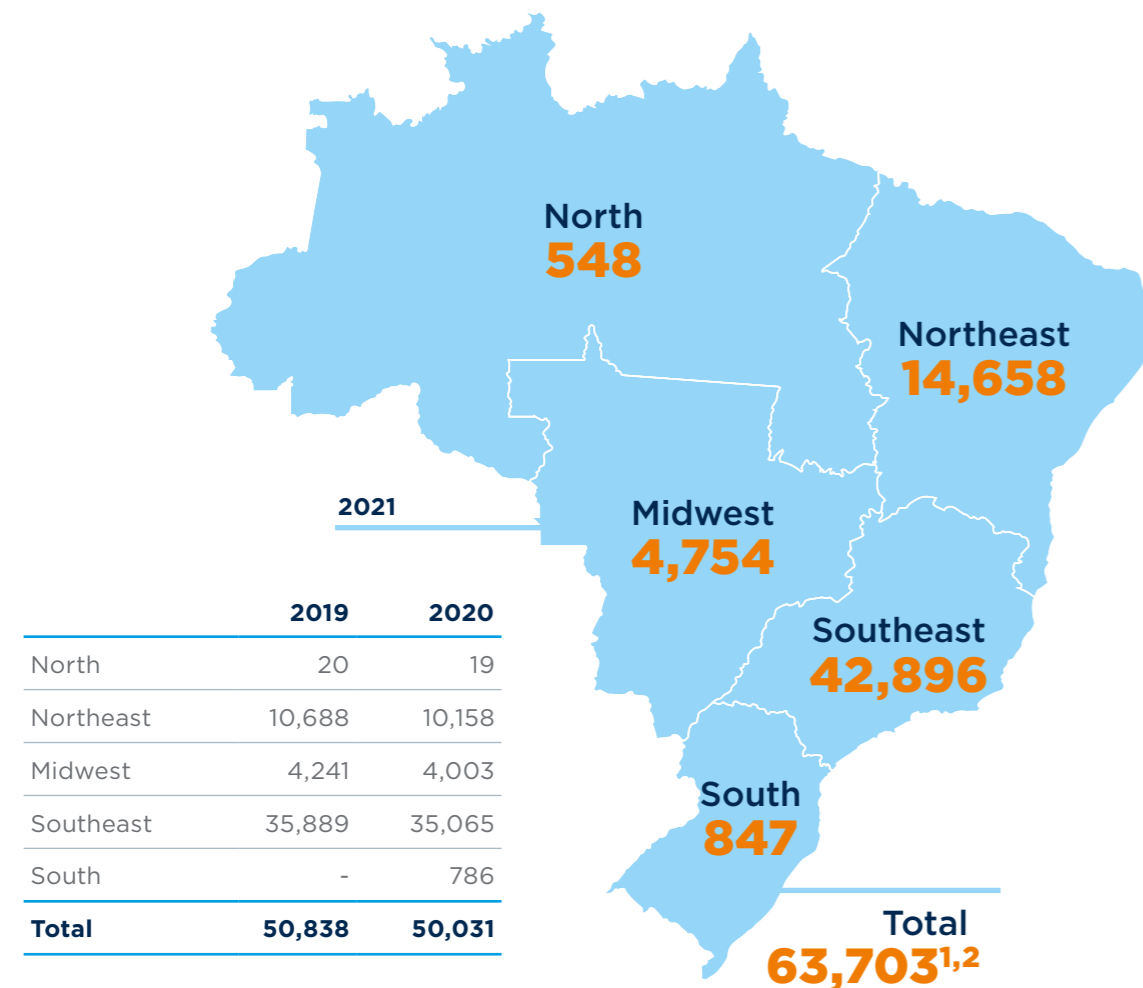 North
548
Northeast
14,658
2021
Midwest
4,754
Southeast
42,896
South
847
Total
63,703¹,²
2019 2020
North 20 19
Northeast 10,688 10,158
Midwest 4,241 4,003
Southeast 35,889 35,065
South - 786
Total 50,838 50,031